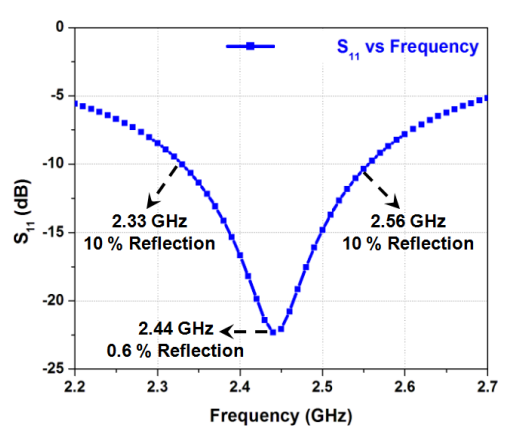 0
-5
-10
-15
-20
-25
S11 (dB)
S11 vs Frequency
2.33 GHz
10 % Reflection
2.56 GHz
10 % Reflection
2.44 GHz
0.6 % Reflection
2.2 2.3 2.4 2.5 2.6 2.7
Frequency (GHz)